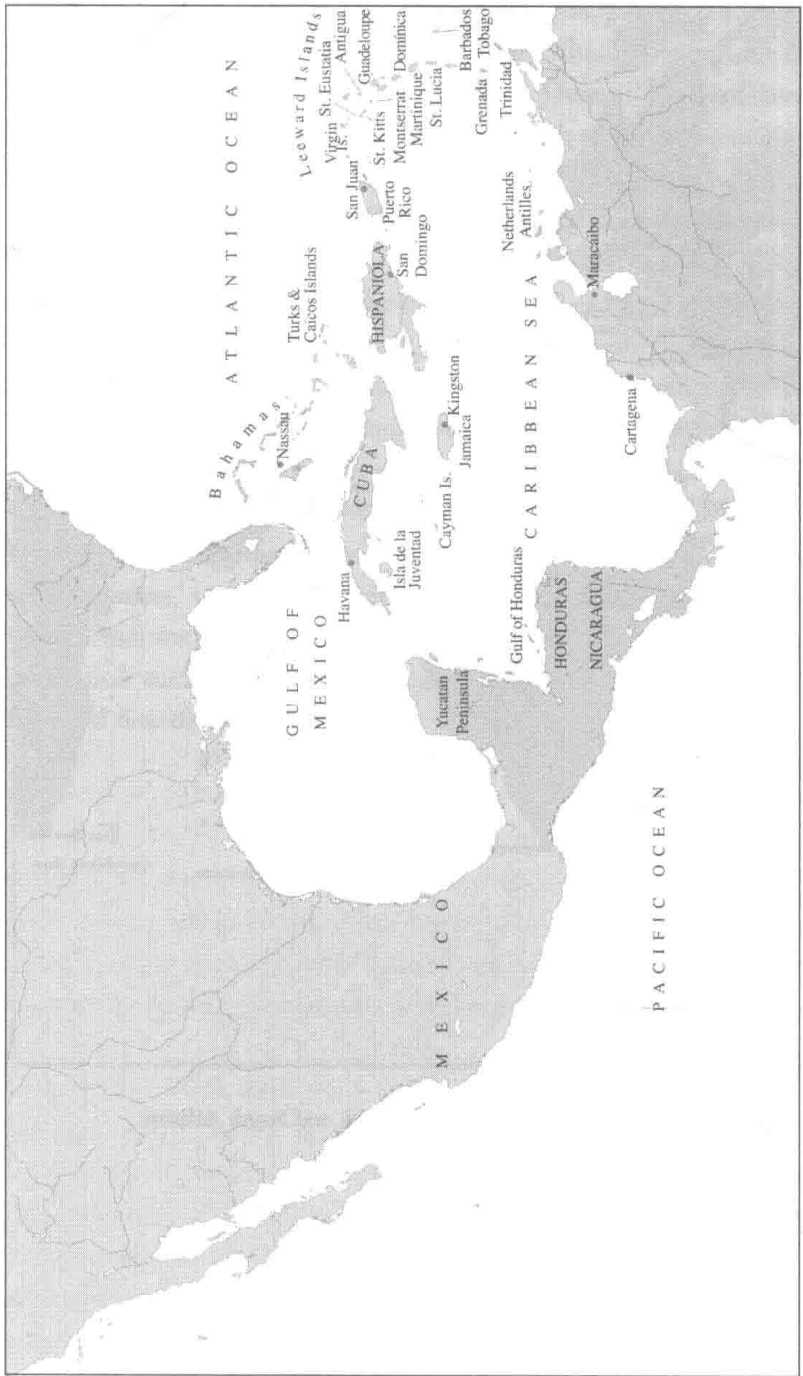 ATLANTIC OCEAN
Leeward Islands
Virgin
Is.
St. Eustatia
Antigua
Guadeloupe
Dominica
St. Kitts
Montserrat
Martinique
St. Lucia
Barbados
Tobago
Grenada
Trinidad
San Juan
Puerto
Rico
Turks &
Caicos Islands
HISPANIOLA
San
Domingo
Netherlands
Antilles
Maracaibo
Bahamas
Nassau
CUBA
Kingston
Jamaica
CARIBBEAN SEA
Cartagena
Havana
Isla de la
Juventad
Cayman Is.
GULF OF
MEXICO
Yucatan
Peninsula
Gulf of Honduras
HONDURAS
NICARAGUA
MEXICO
PACIFIC OCEAN